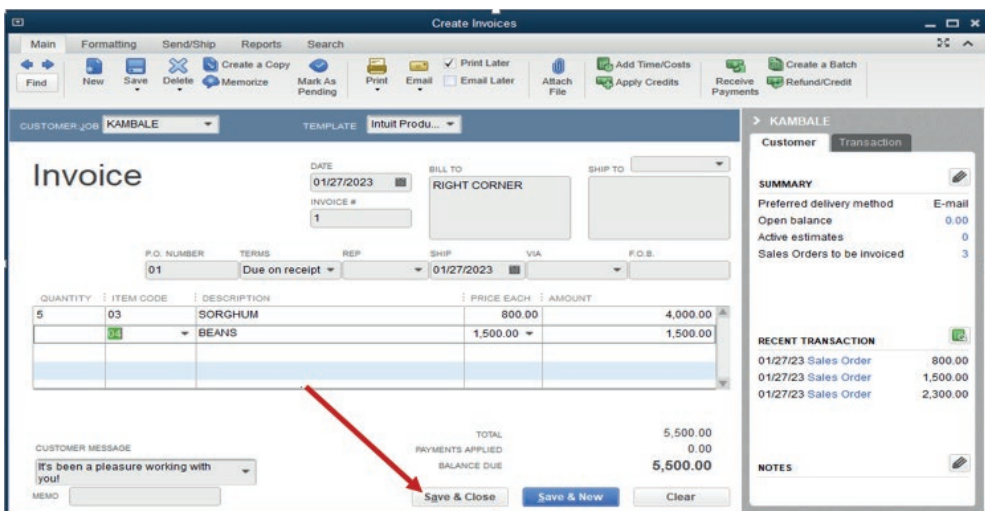 Create Invoices
Main Formatting Send/Ship Reports Search
Find New Save Delete Create a Copy Memorize Mark As Pending Print Email Print Later Email Later Attach File Add Time/Costs Apply Credits Receive Payments Create a Batch Refund/Credit
CUSTOMER:JOB KAMBALE TEMPLATE Intuit Produ...
Invoice
DATE
01/27/2023
INVOICE #
1
BILL TO
RIGHT CORNER
SHIP TO
P.O. NUMBER TERMS REP SHIP VIA F.O.B.
01 Due on receipt 01/27/2023
QUANTITY ITEM CODE DESCRIPTION PRICE EACH AMOUNT
5 03 SORGHUM 800.00 4,000.00
04 BEANS 1,500.00 1,500.00
TOTAL 5,500.00
PAYMENTS APPLIED 0.00
BALANCE DUE 5,500.00
CUSTOMER MESSAGE
It's been a pleasure working with
you!
MEMO
Save & Close Save & New Clear
KAMBALE
Customer Transaction
SUMMARY
Preferred delivery method E-mail
Open balance 0.00
Active estimates 0
Sales Orders to be invoiced 3
RECENT TRANSACTION
01/27/23 Sales Order 800.00
01/27/23 Sales Order 1,500.00
01/27/23 Sales Order 2,300.00
NOTES